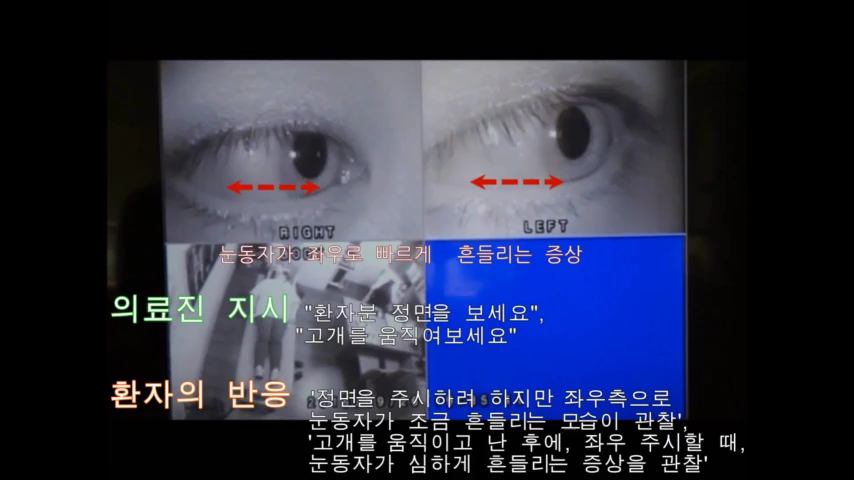 RIGHT
LEFT
눈동자가 좌우로 빠르게 흔들리는 증상
의료진 지시 "환자분 정면을 보세요",
"고개를 움직여보세요"
환자의 반응 '정면을 주시하려 하지만 좌우측으로
눈동자가 조금 흔들리는 모습이 관찰',
'고개를 움직이고 난 후에, 좌우 주시할 때,
눈동자가 심하게 흔들리는 증상을 관찰'